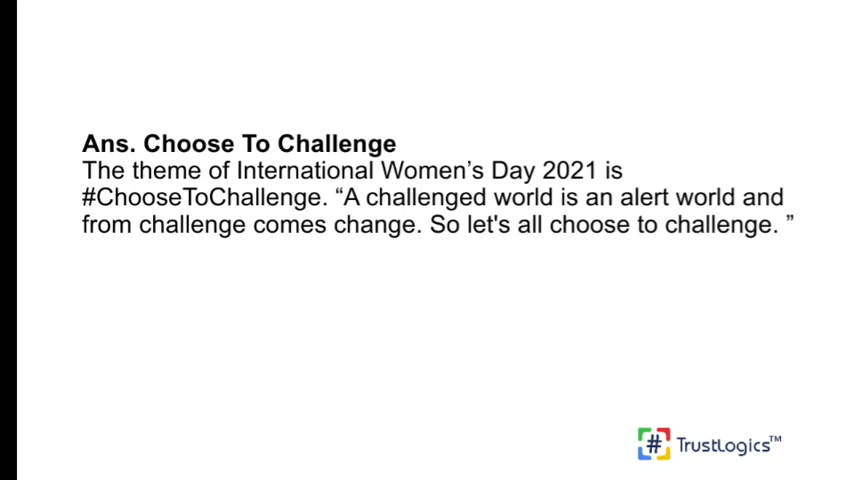 Ans. Choose To Challenge
The theme of International Women’s Day 2021 is
#ChooseToChallenge. “A challenged world is an alert world and
from challenge comes change. So let's all choose to challenge. ”
# TrustLogics™